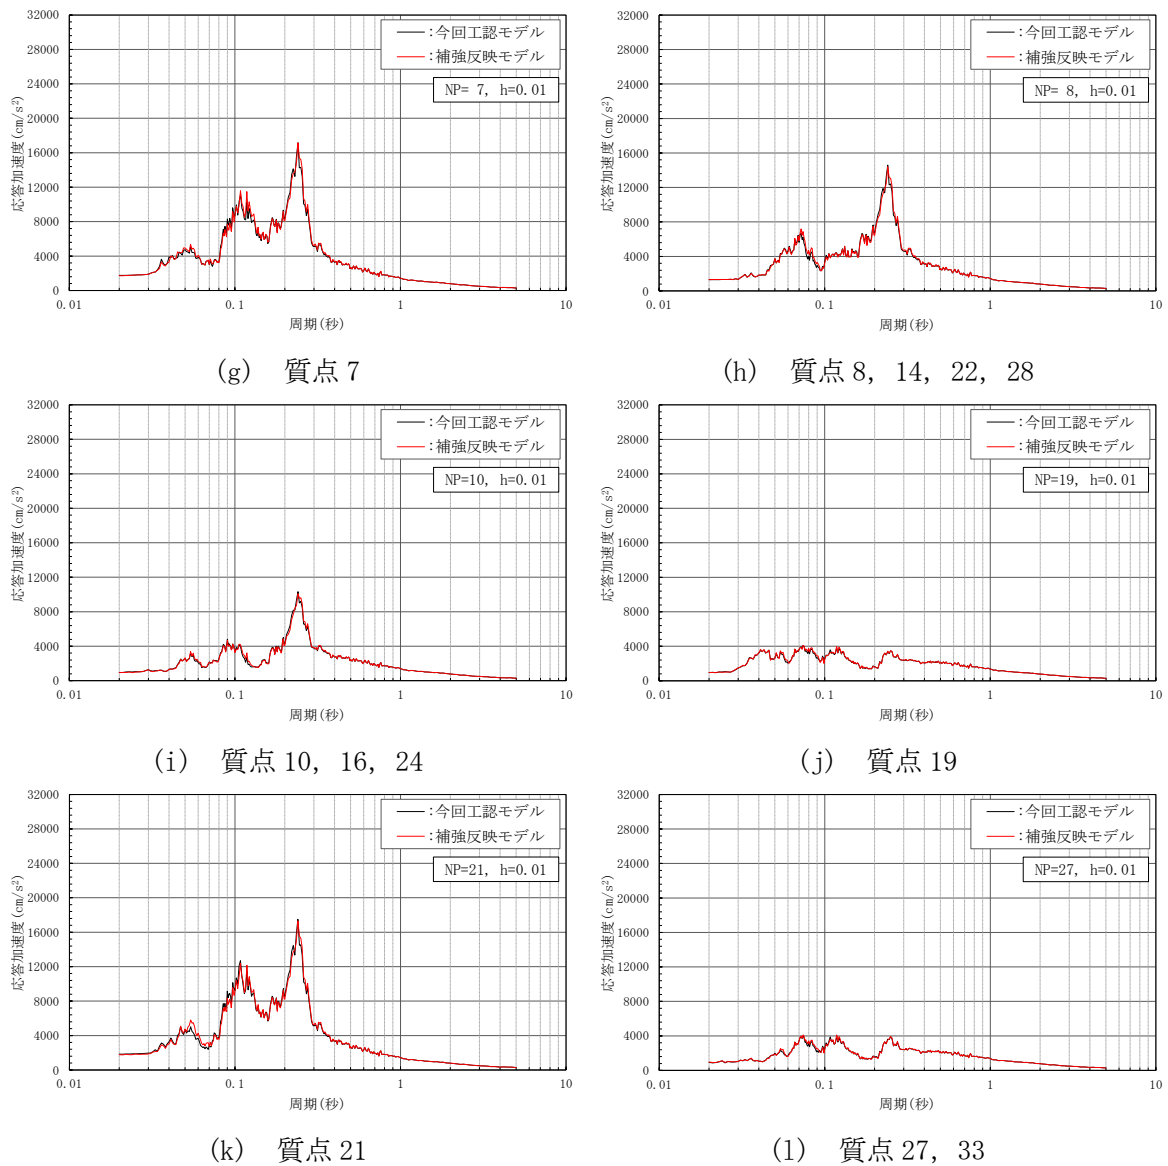 32000
28000
24000
20000
16000
12000
8000
4000
0
応答加速度(cm/s²)
0.01
0.1
1
10
周期(秒)
:今回工認モデル
:補強反映モデル
NP= 7, h=0.01
(g) 質点 7
32000
28000
24000
20000
16000
12000
8000
4000
0
応答加速度(cm/s²)
0.01
0.1
1
10
周期(秒)
:今回工認モデル
:補強反映モデル
NP= 8, h=0.01
(h) 質点 8, 14, 22, 28
32000
28000
24000
20000
16000
12000
8000
4000
0
応答加速度(cm/s²)
0.01
0.1
1
10
周期(秒)
:今回工認モデル
:補強反映モデル
NP=10, h=0.01
(i) 質点 10, 16, 24
32000
28000
24000
20000
16000
12000
8000
4000
0
応答加速度(cm/s²)
0.01
0.1
1
10
周期(秒)
:今回工認モデル
:補強反映モデル
NP=19, h=0.01
(j) 質点 19
32000
28000
24000
20000
16000
12000
8000
4000
0
応答加速度(cm/s²)
0.01
0.1
1
10
周期(秒)
:今回工認モデル
:補強反映モデル
NP=21, h=0.01
(k) 質点 21
32000
28000
24000
20000
16000
12000
8000
4000
0
応答加速度(cm/s²)
0.01
0.1
1
10
周期(秒)
:今回工認モデル
:補強反映モデル
NP=27, h=0.01
(l) 質点 27, 33